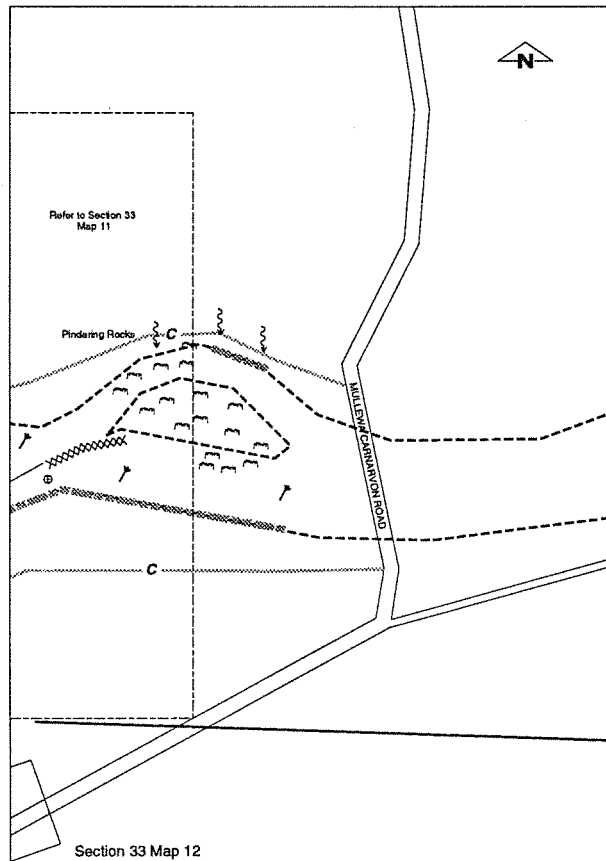 N
Refer to Section 33
Map 11
Pindaring Rocks
C
MULLEWA/CARNARVON ROAD
C
Section 33 Map 12